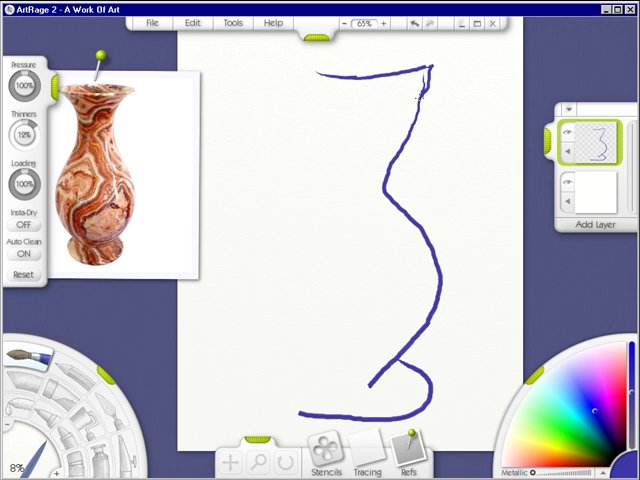 ArtRage 2 - A Work Of Art
File Edit Tools Help
65%
Pressure
100%
Thinners
12%
Loading
100%
Insta-Dry
OFF
Auto Clean
ON
Reset
Add Layer
8%
Stencils Tracing Refs
Metallic